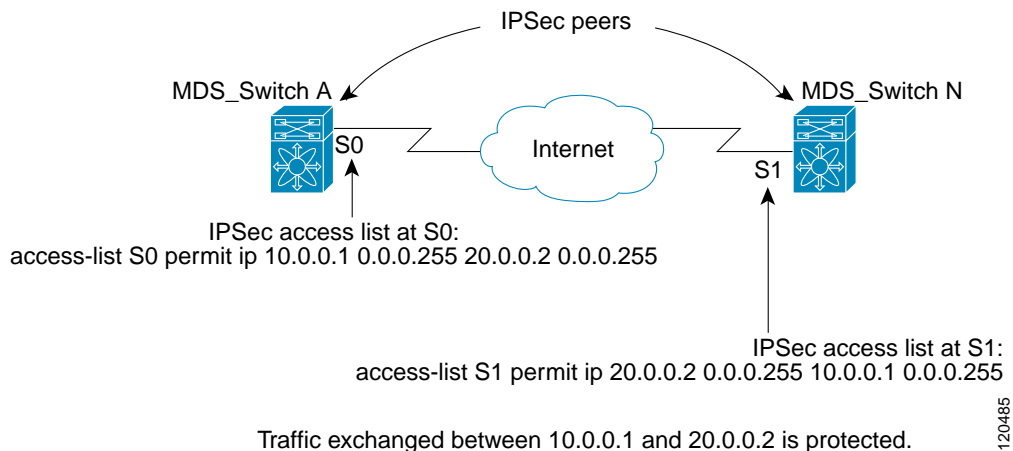 IPSec peers
MDS_Switch A
MDS_Switch N
S0
Internet
S1
IPSec access list at S0:
access-list S0 permit ip 10.0.0.1 0.0.0.255 20.0.0.2 0.0.0.255
IPSec access list at S1:
access-list S1 permit ip 20.0.0.2 0.0.0.255 10.0.0.1 0.0.0.255
Traffic exchanged between 10.0.0.1 and 20.0.0.2 is protected.
120485